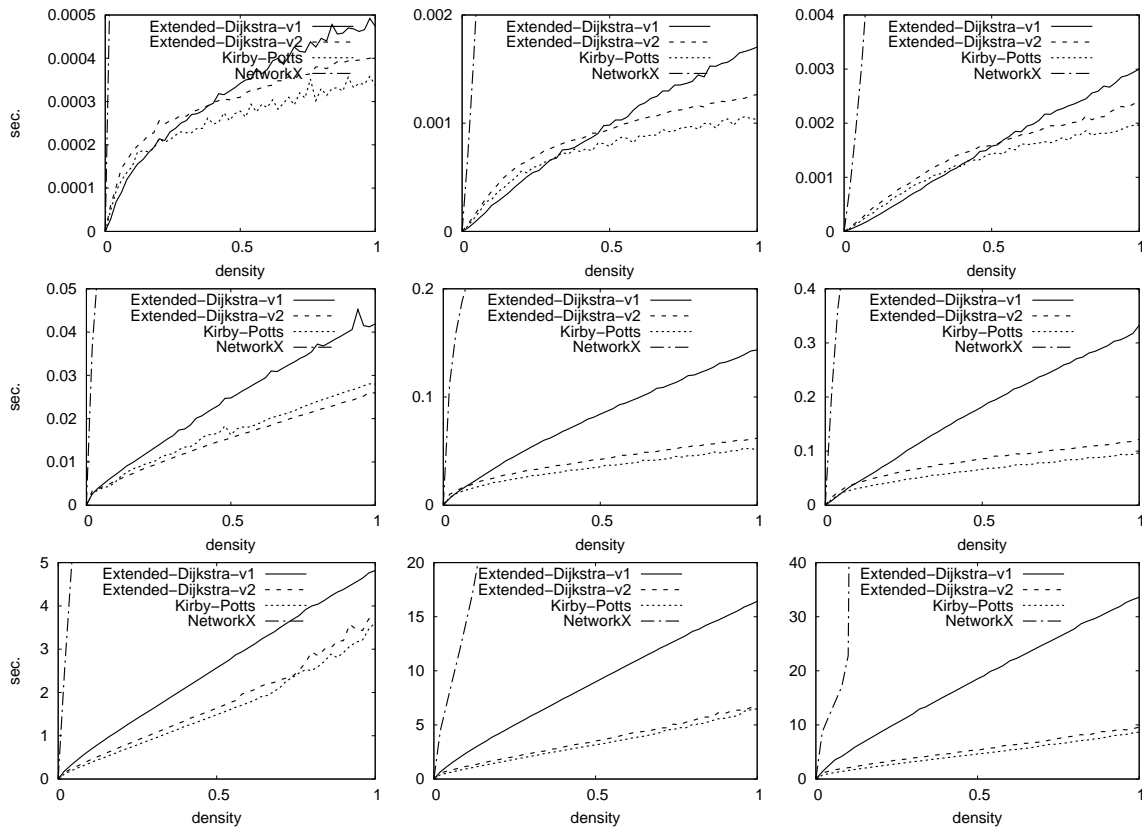 0.0005
0.0004
0.0003
0.0002
0.0001
0
sec.
0
0.5
1
density
Extended-Dijkstra-v1
Extended-Dijkstra-v2
Kirby-Potts
NetworkX
0.002
0.001
0
0
0.5
1
density
Extended-Dijkstra-v1
Extended-Dijkstra-v2
Kirby-Potts
NetworkX
0.004
0.003
0.002
0.001
0
0
0.5
1
density
Extended-Dijkstra-v1
Extended-Dijkstra-v2
Kirby-Potts
NetworkX
0.05
0.04
0.03
0.02
0.01
0
sec.
0
0.5
1
density
Extended-Dijkstra-v1
Extended-Dijkstra-v2
Kirby-Potts
NetworkX
0.2
0.1
0
0
0.5
1
density
Extended-Dijkstra-v1
Extended-Dijkstra-v2
Kirby-Potts
NetworkX
0.4
0.3
0.2
0.1
0
0
0.5
1
density
Extended-Dijkstra-v1
Extended-Dijkstra-v2
Kirby-Potts
NetworkX
5
4
3
2
1
0
sec.
0
0.5
1
density
Extended-Dijkstra-v1
Extended-Dijkstra-v2
Kirby-Potts
NetworkX
20
15
10
5
0
0
0.5
1
density
Extended-Dijkstra-v1
Extended-Dijkstra-v2
Kirby-Potts
NetworkX
40
30
20
10
0
0
0.5
1
density
Extended-Dijkstra-v1
Extended-Dijkstra-v2
Kirby-Potts
NetworkX